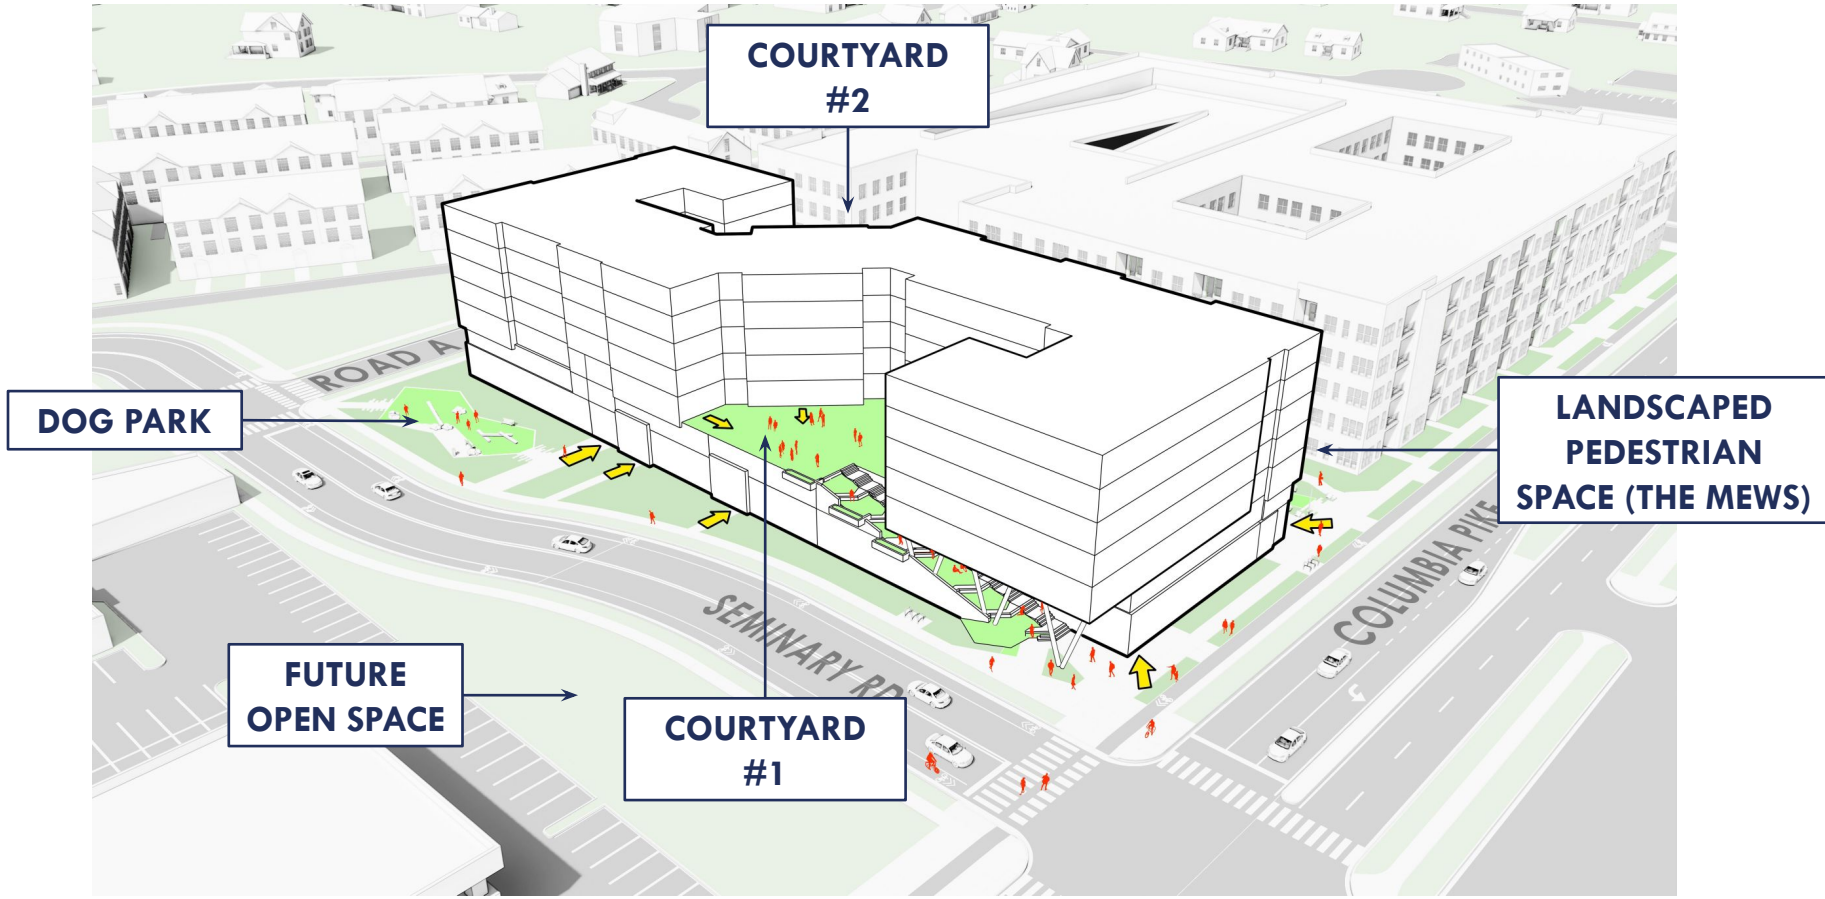 COURTYARD
#2
ROAD A
DOG PARK
LANDSCAPED
PEDESTRIAN
SPACE (THE MEWS)
COLUMBIA PIKE
SEMINARY RD
FUTURE
OPEN SPACE
COURTYARD
#1